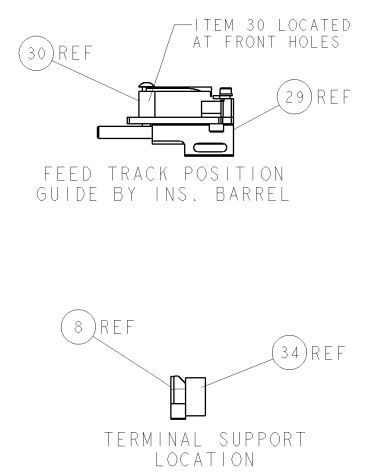 ITEM 30 LOCATED
AT FRONT HOLES
30 REF
29 REF
FEED TRACK POSITION
GUIDE BY INS. BARREL
8 REF
34 REF
TERMINAL SUPPORT
LOCATION